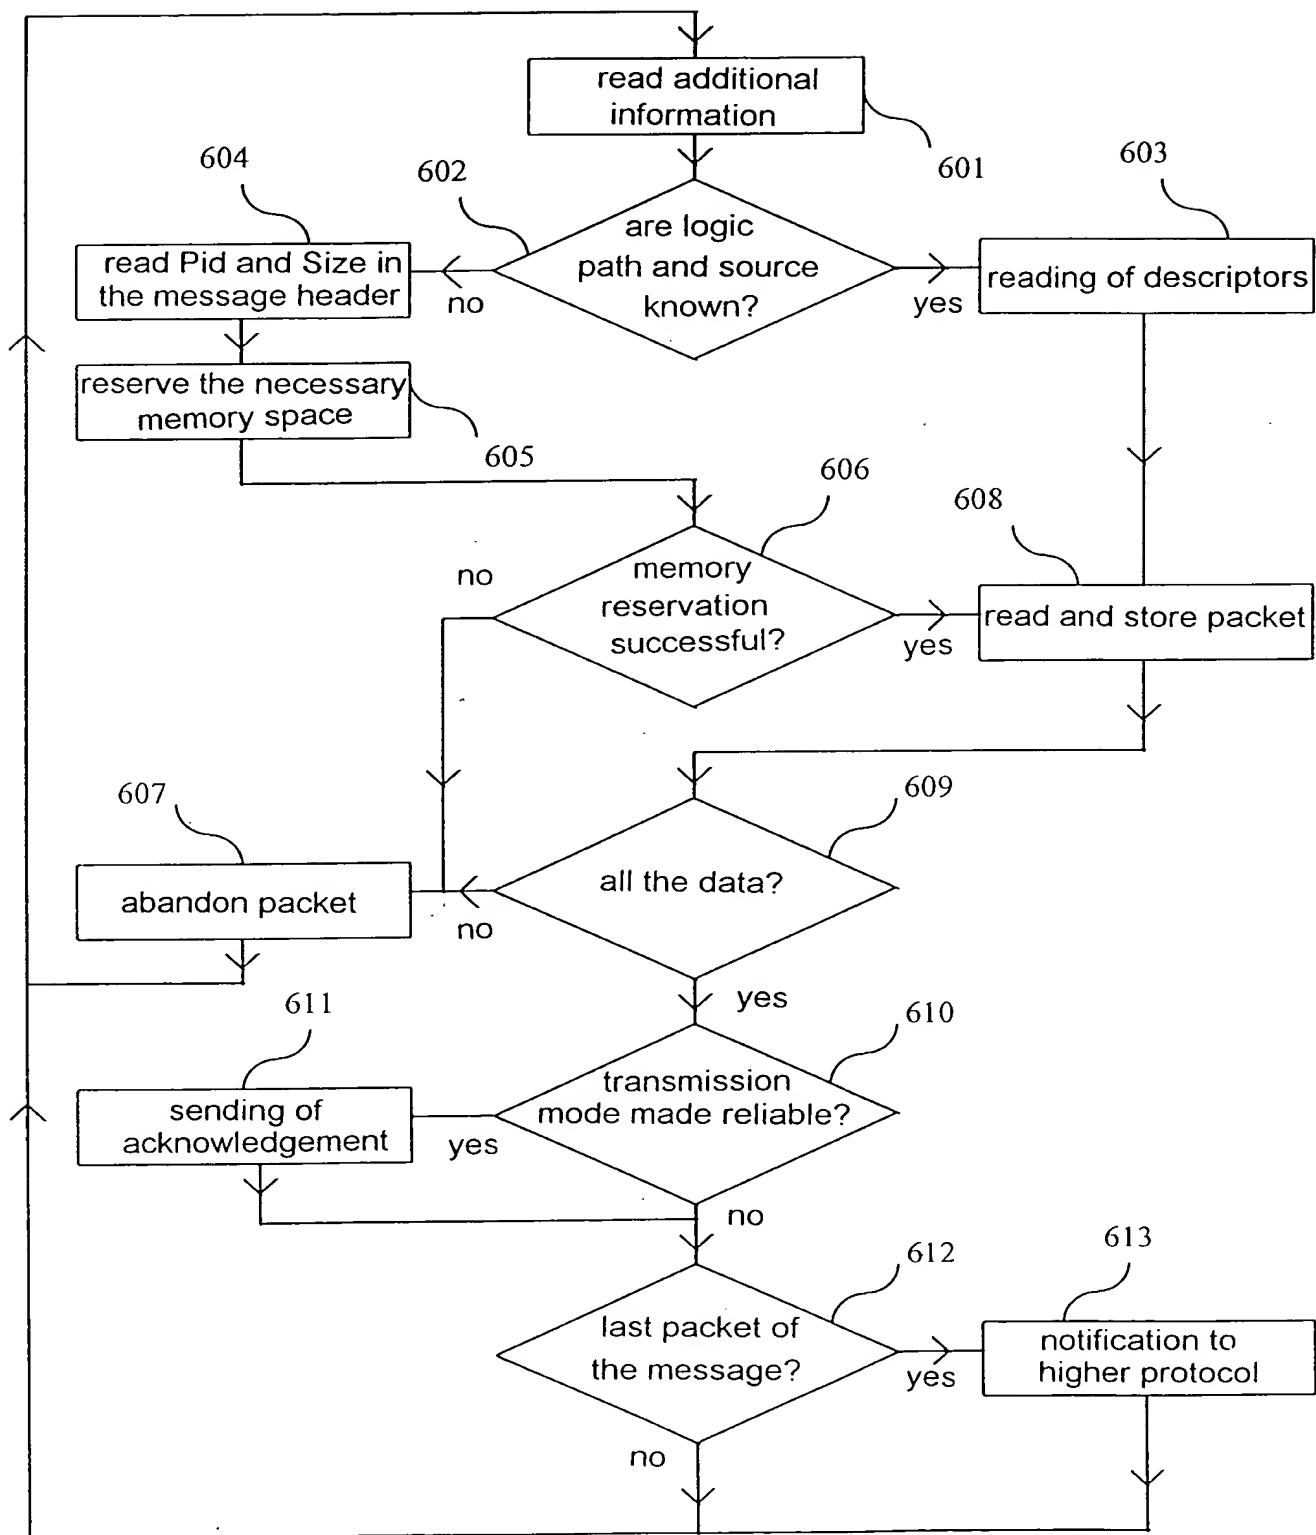 read additional
information
601
604
602
603
are logic
path and source
known?
read Pid and Size in
the message header
no
yes
reading of descriptors
reserve the necessary
memory space
605
606
608
no
memory
reservation
successful?
yes
read and store packet
607
609
abandon packet
no
all the data?
yes
611
610
sending of
acknowledgement
yes
transmission
mode made reliable?
no
612
613
last packet of
the message?
yes
notification to
higher protocol
no